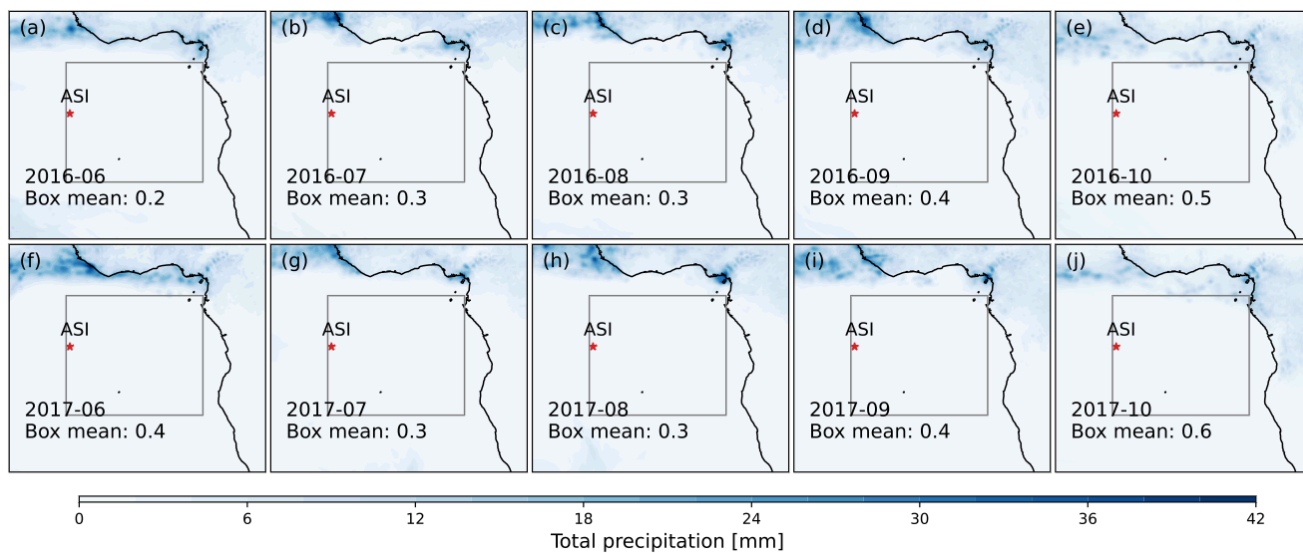 (a) (b) (c) (d) (e)
ASI ASI ASI ASI ASI
2016-06 2016-07 2016-08 2016-09 2016-10
Box mean: 0.2 Box mean: 0.3 Box mean: 0.3 Box mean: 0.4 Box mean: 0.5
(f) (g) (h) (i) (j)
ASI ASI ASI ASI ASI
2017-06 2017-07 2017-08 2017-09 2017-10
Box mean: 0.4 Box mean: 0.3 Box mean: 0.3 Box mean: 0.4 Box mean: 0.6
0 6 12 18 24 30 36 42
Total precipitation [mm]